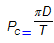 P_c = πD/T